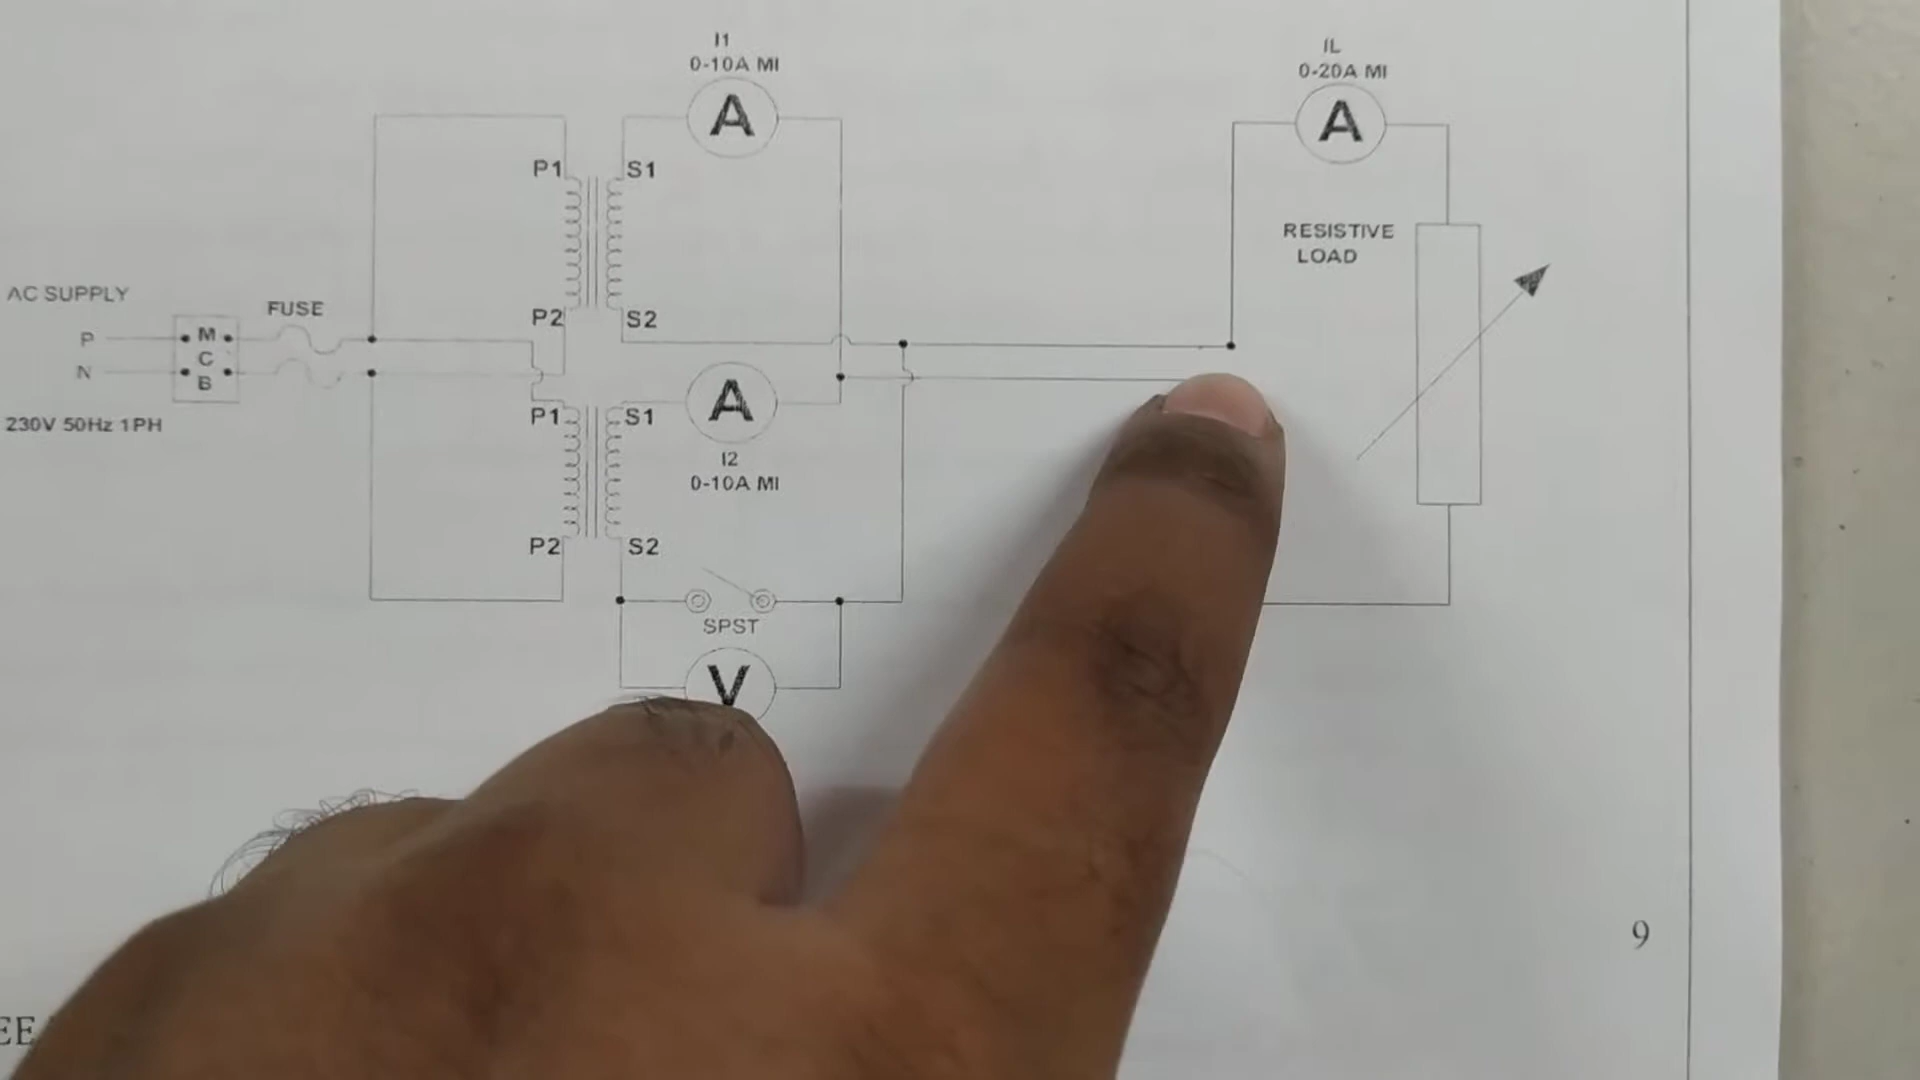 I1
0-10A MI
A
IL
0-20A MI
A
P1
S1
RESISTIVE
LOAD
AC SUPPLY
FUSE
P2
S2
P
M
C
B
N
A
230V 50Hz 1PH
P1
S1
I2
0-10A MI
P2
S2
SPST
V
9